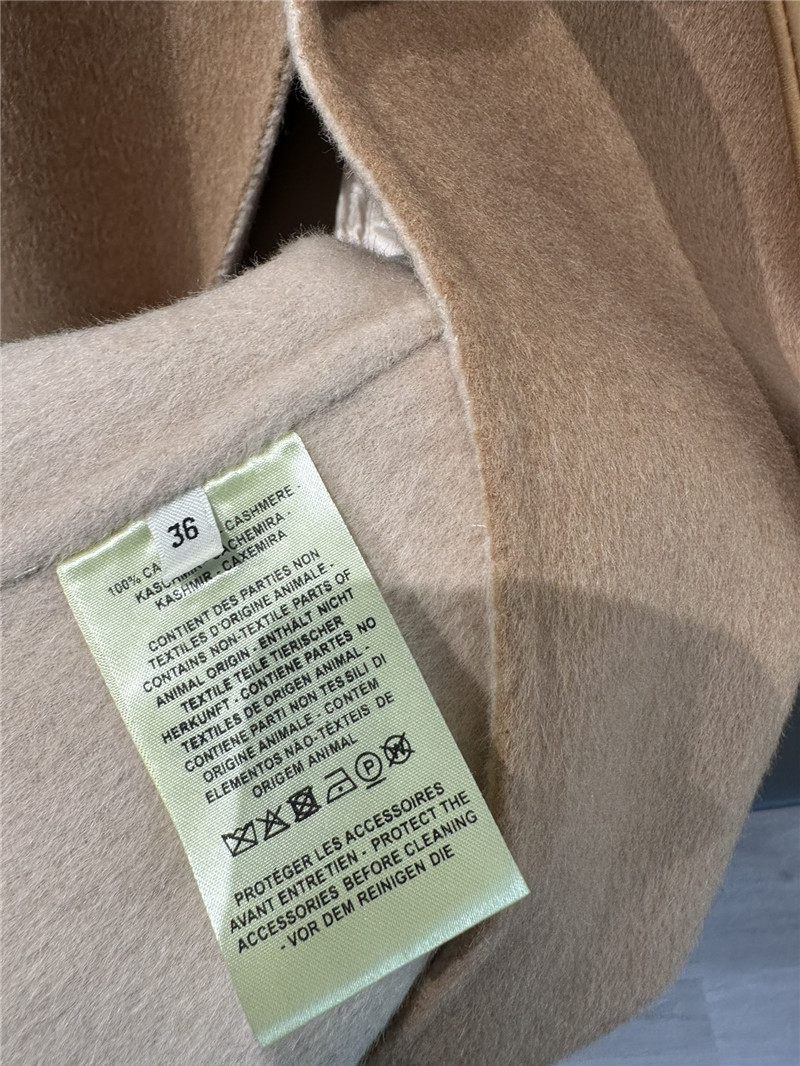 36
100% CA CASHMERE -
KASCHMIR - CACHEMIRA -
KASHMIR - CAXEMIRA
CONTIENT DES PARTIES NON
TEXTILES D'ORIGINE ANIMALE -
CONTAINS NON-TEXTILE PARTS OF
ANIMAL ORIGIN - ENTHÄLT NICHT
TEXTILE TEILE TIERISCHER
HERKUNFT - CONTIENE PARTES NO
TEXTILES DE ORIGEN ANIMAL -
CONTIENE PARTI NON TESSILI DI
ORIGINE ANIMALE - CONTEM
ELEMENTOS NÃO-TÈXTEIS DE
ORIGEM ANIMAL
P W
PROTÉGER LES ACCESSOIRES
AVANT ENTRETIEN - PROTECT THE
ACCESSORIES BEFORE CLEANING
- VOR DEM REINIGEN DIE